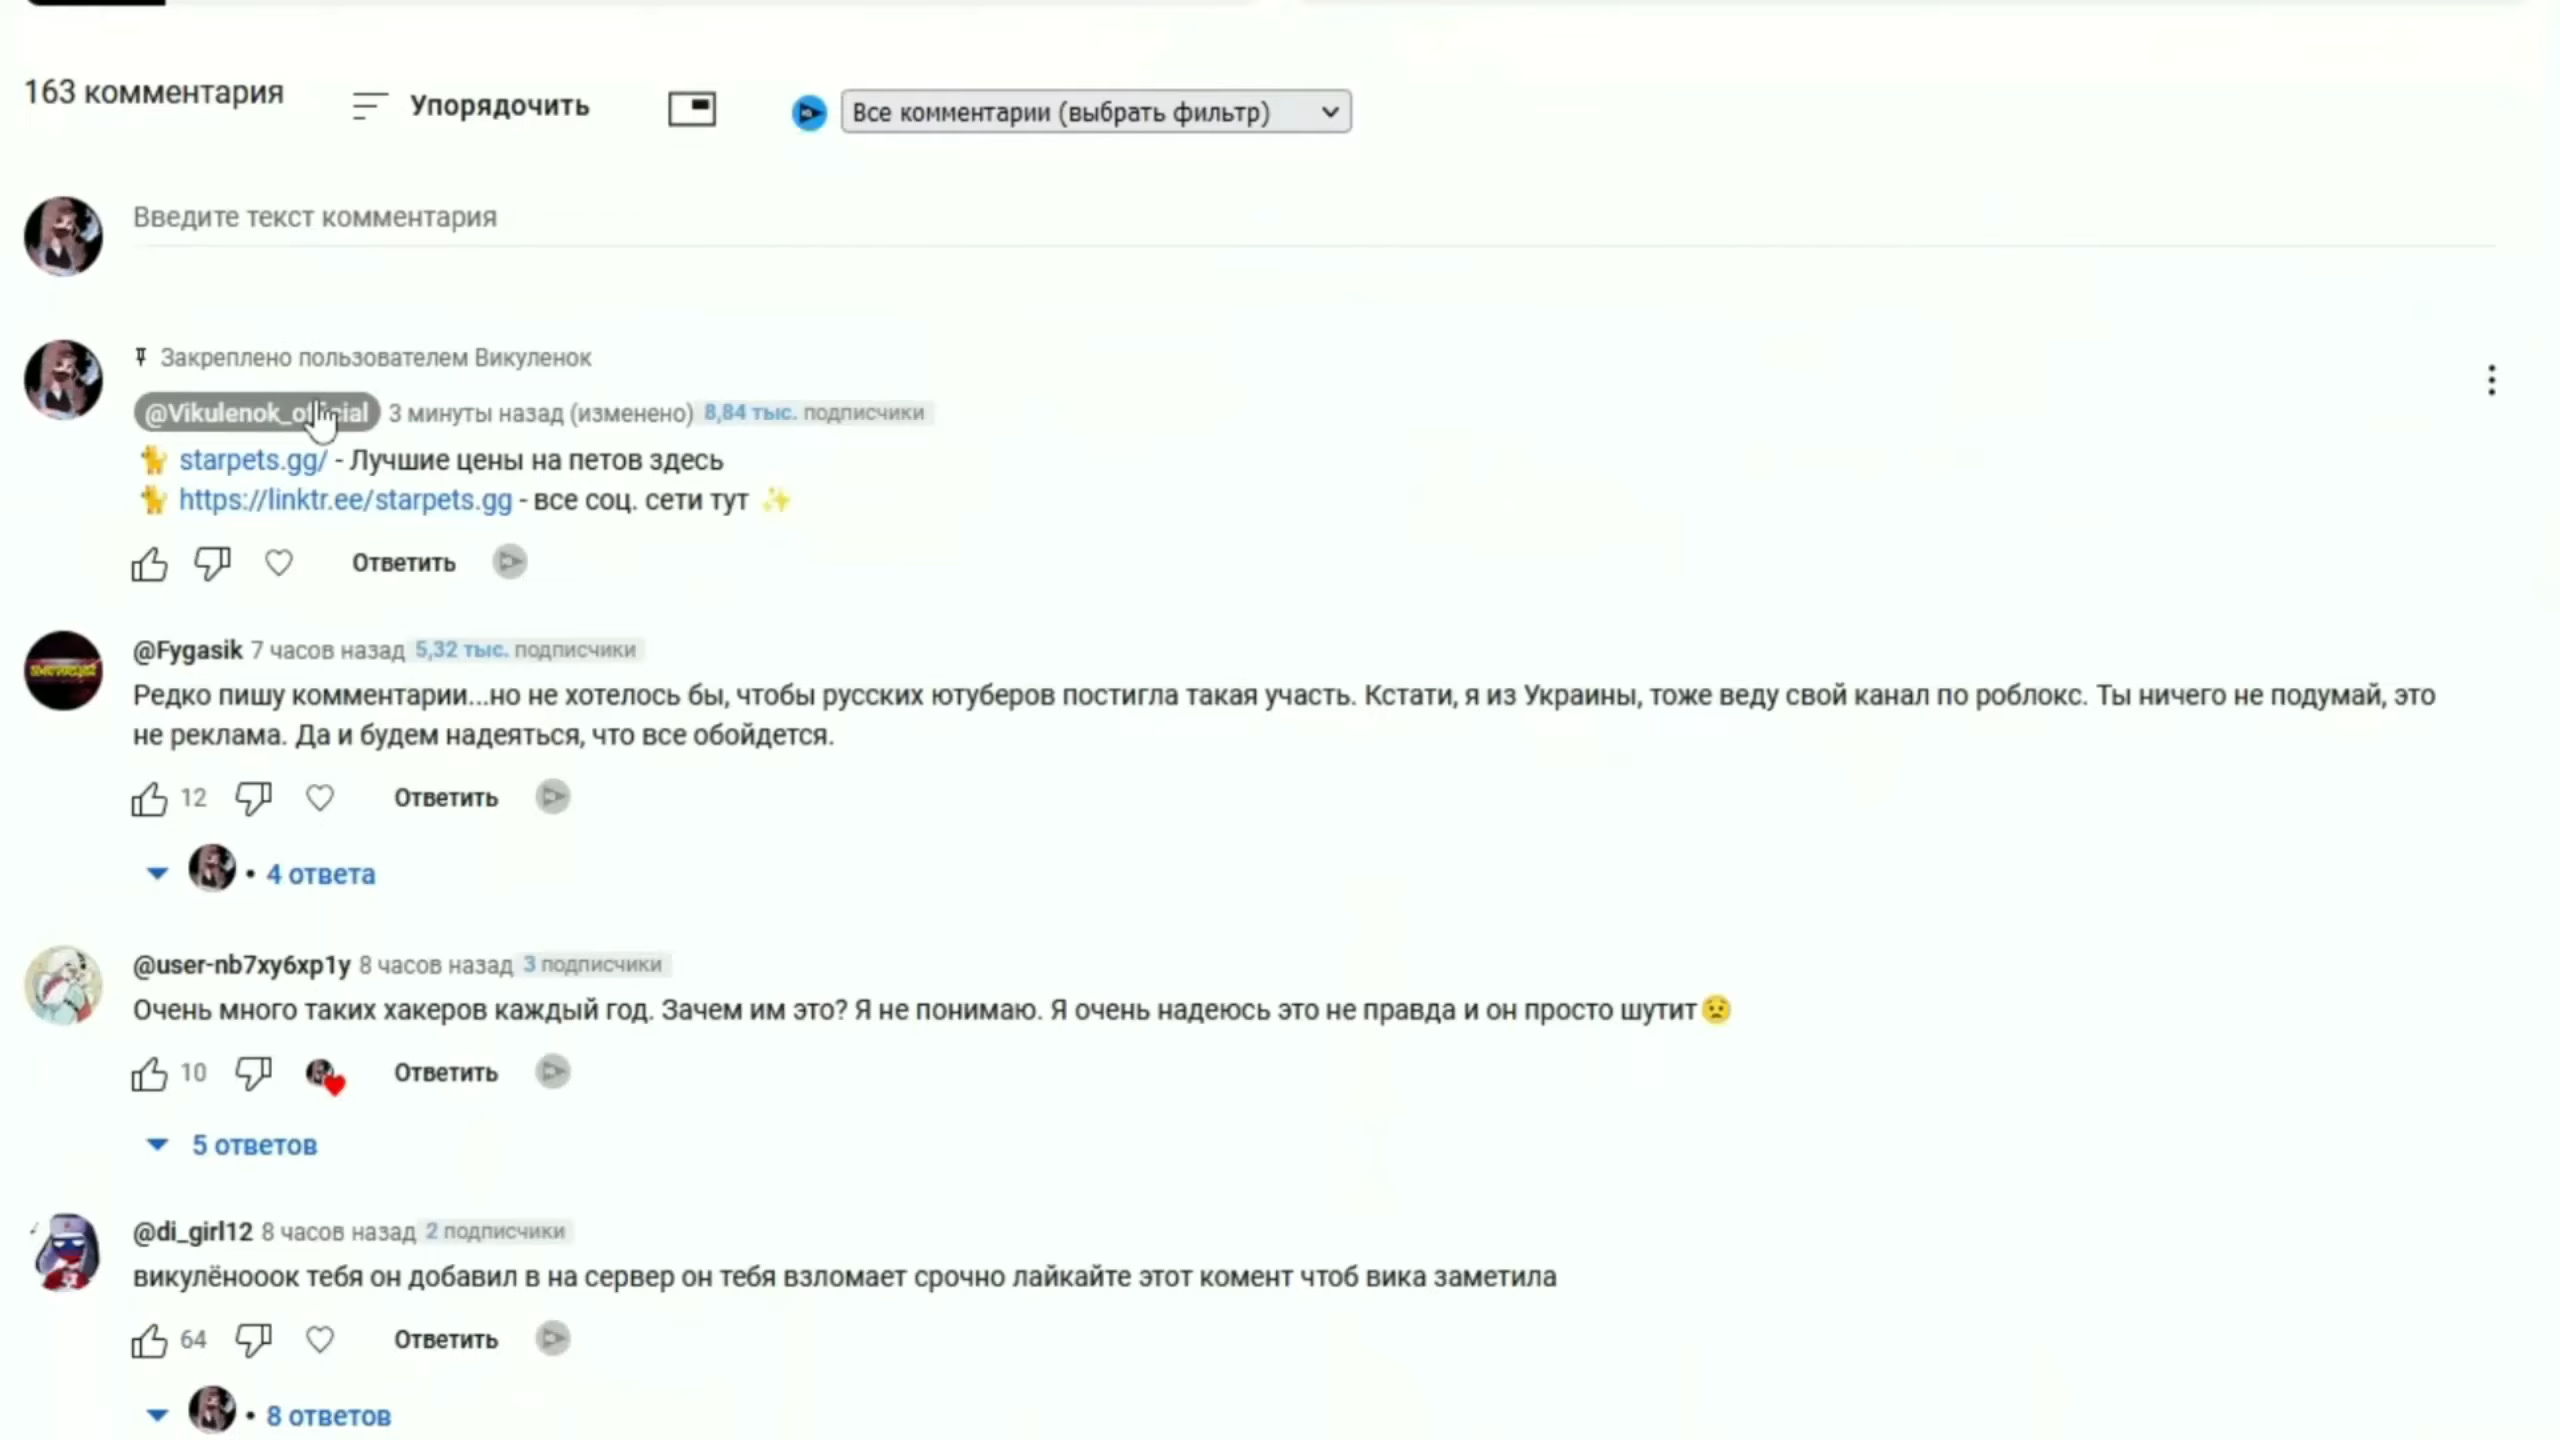 163 комментария
Упорядочить
Все комментарии (выбрать фильтр)
Введите текст комментария
Закреплено пользователем Викуленок
@Vikulenok_official 3 минуты назад (изменено) 8,84 тыс. подписчики
starpets.gg/ - Лучшие цены на петов здесь
https://linktr.ee/starpets.gg - все соц. сети тут ✨
Ответить
@Fygasik 7 часов назад 5,32 тыс. подписчики
Редко пишу комментарии...но не хотелось бы, чтобы русских ютуберов постигла такая участь. Кстати, я из Украины, тоже веду свой канал по роблокс. Ты ничего не подумай, это
не реклама. Да и будем надеяться, что все обойдется.
12 Ответить
• 4 ответа
@user-nb7xy6xp1y 8 часов назад 3 подписчики
Очень много таких хакеров каждый год. Зачем им это? Я не понимаю. Я очень надеюсь это не правда и он просто шутит😟
10 Ответить
5 ответов
@di_girl12 8 часов назад 2 подписчики
викулёнооок тебя он добавил в на сервер он тебя взломает срочно лайкайте этот комент чтоб вика заметила
64 Ответить
• 8 ответов